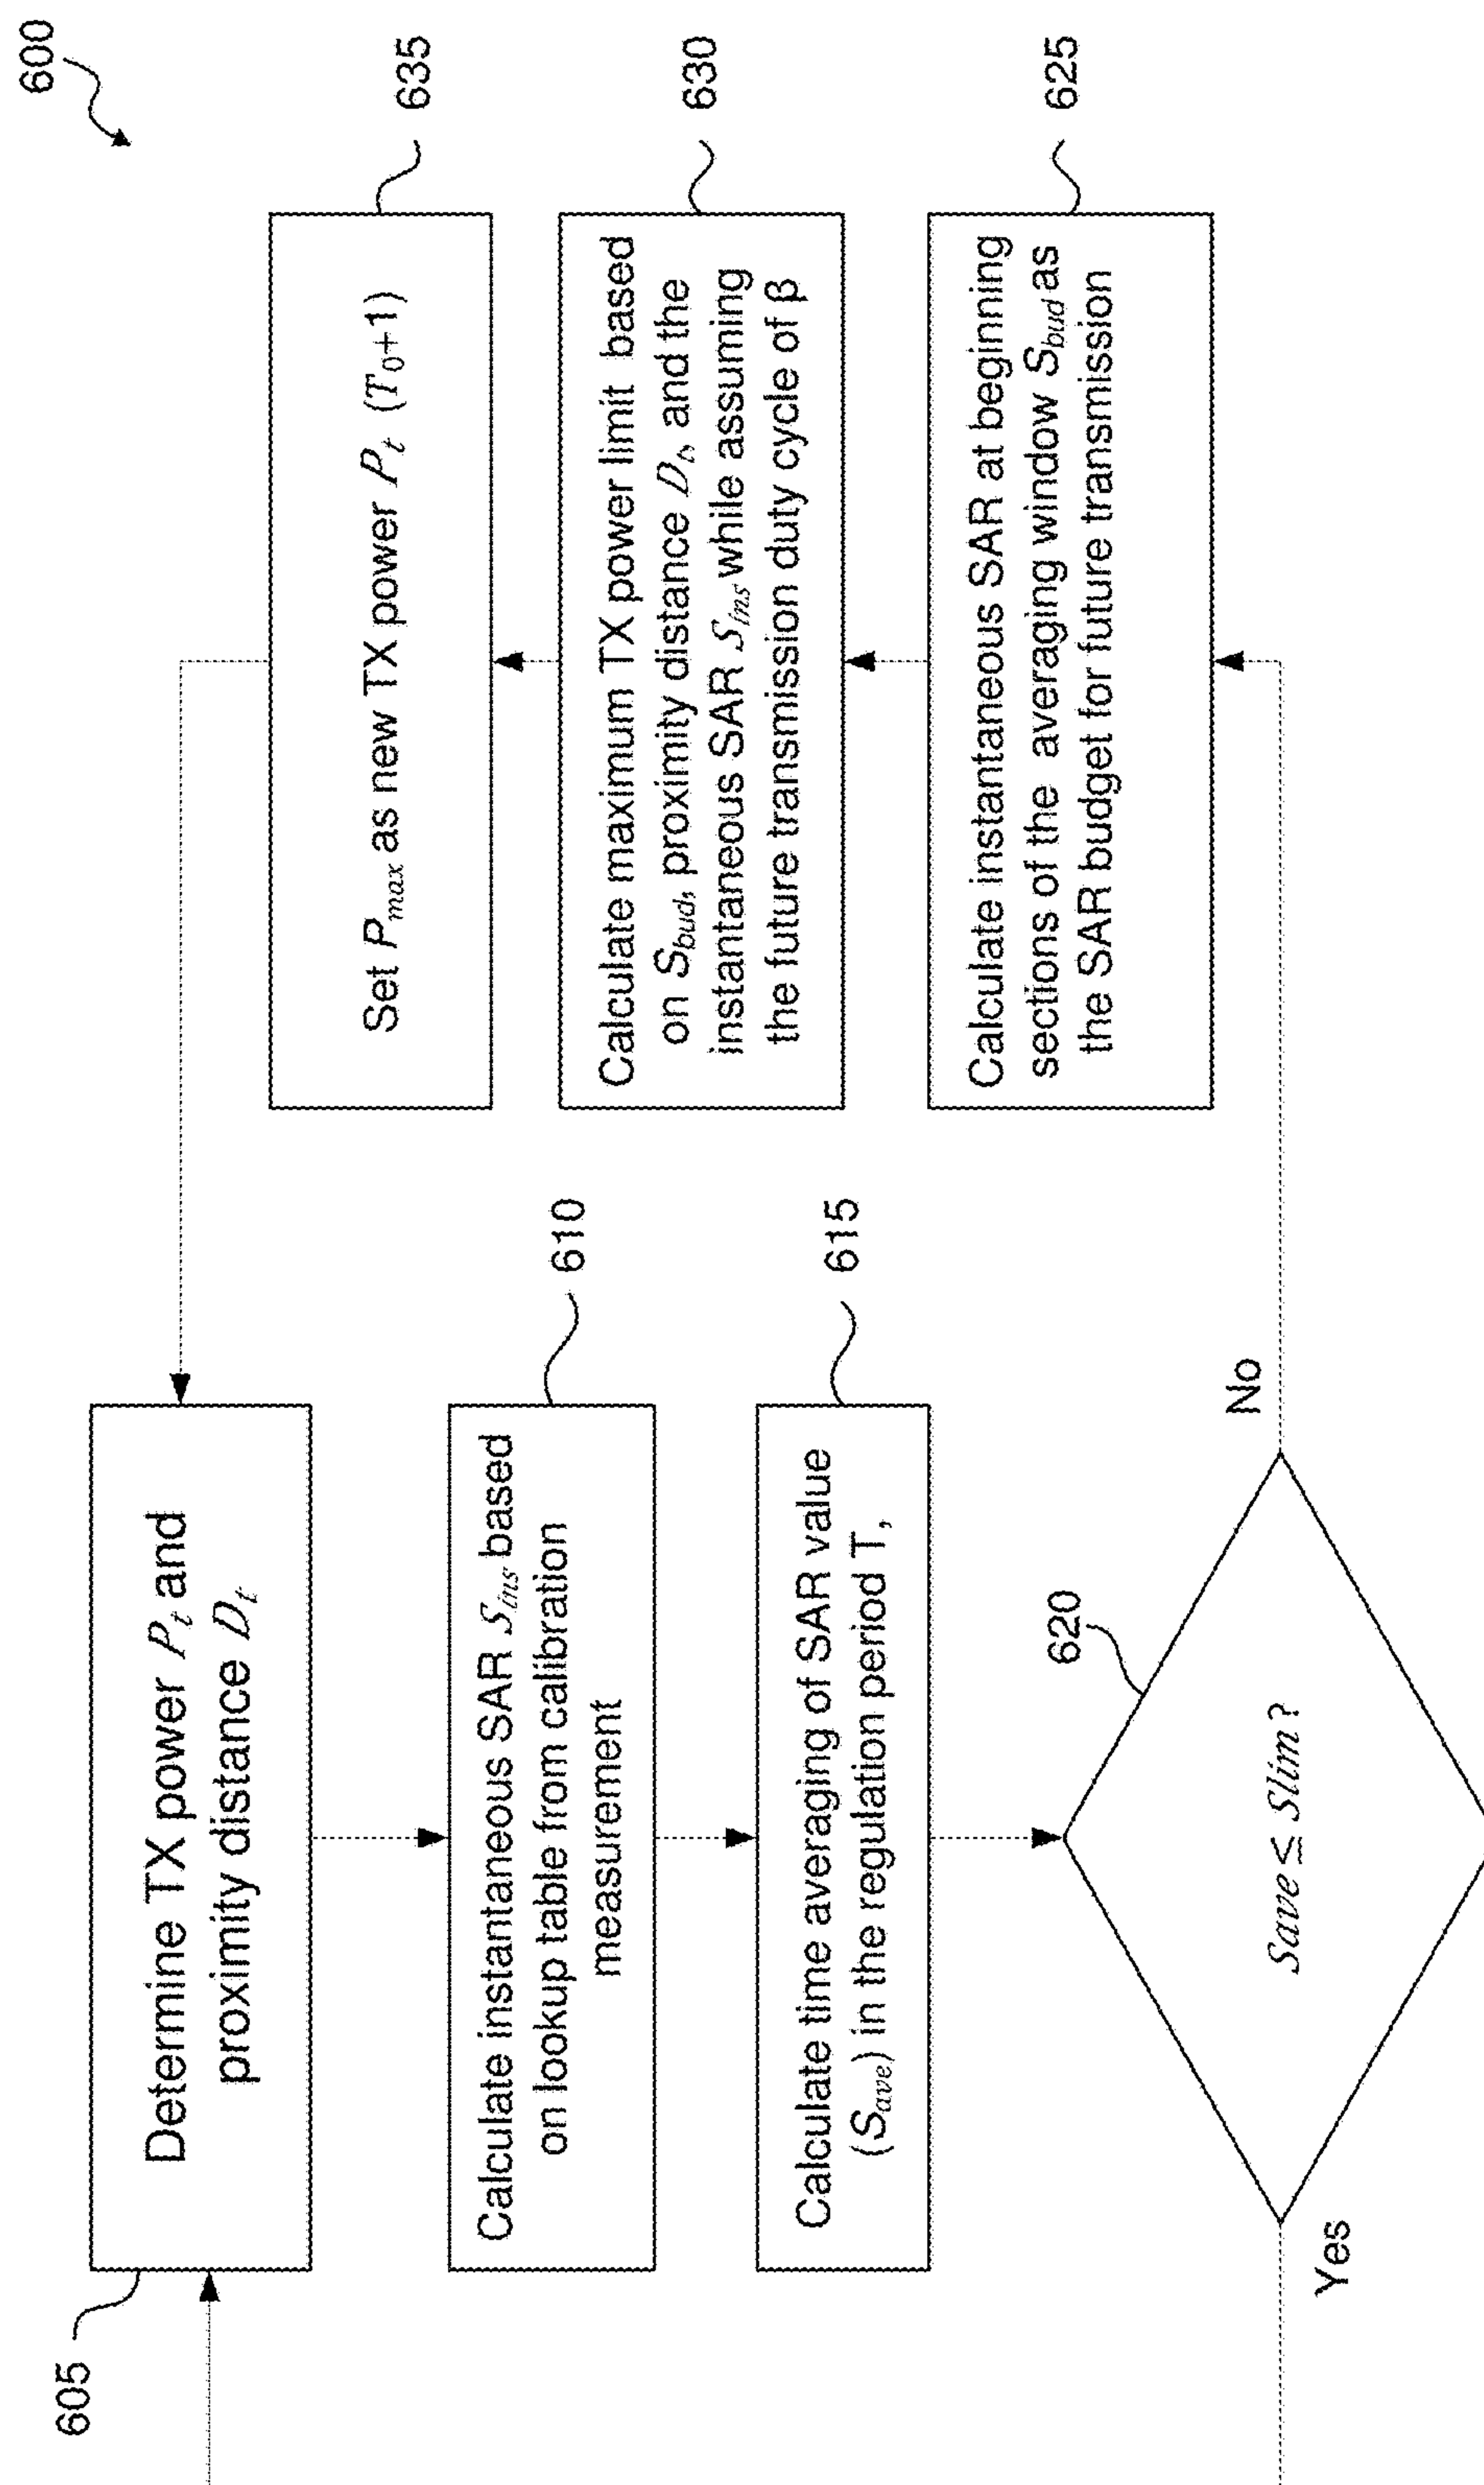 600
605
Determine TX power P_t and
proximity distance D_t
610
Calculate instantaneous SAR S_ins based
on lookup table from calibration
measurement
615
Calculate time averaging of SAR value
(S_ave) in the regulation period T,
620
Save ≤ Slim?
Yes
No
625
Calculate instantaneous SAR at beginning
sections of the averaging window S_bud as
the SAR budget for future transmission
630
Calculate maximum TX power limit based
on S_bud, proximity distance D_t, and the
instantaneous SAR S_ins while assuming
the future transmission duty cycle of β
635
Set P_max as new TX power P_t (T_0+1)